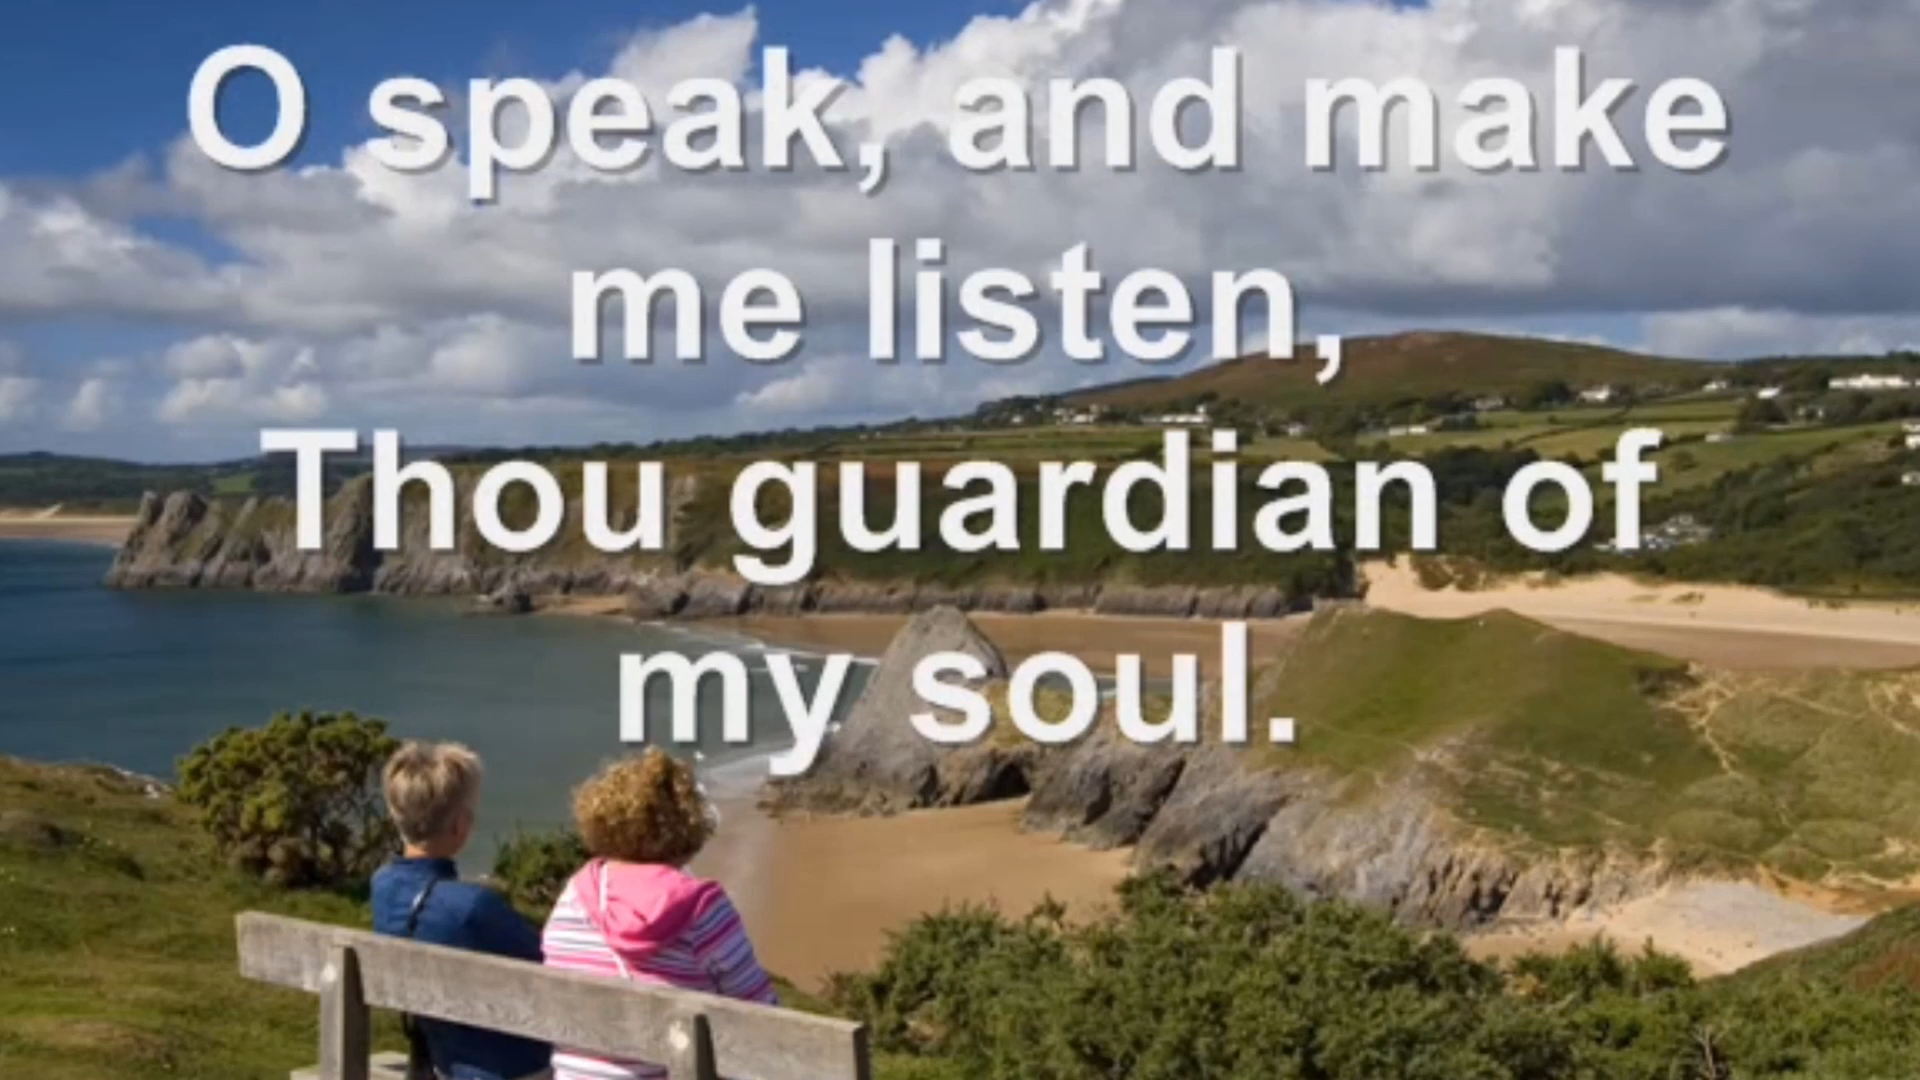 O speak, and make
me listen,
Thou guardian of
my soul.